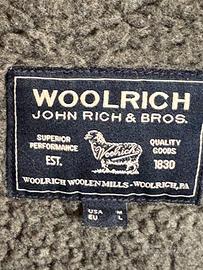 WOOLRICH
JOHN RICH & BROS.
SUPERIOR PERFORMANCE
Woolrich
QUALITY GOODS
EST.
1830
WOOLRICH WOOLEN MILLS-WOOLRICH, PA
USA M
EU L